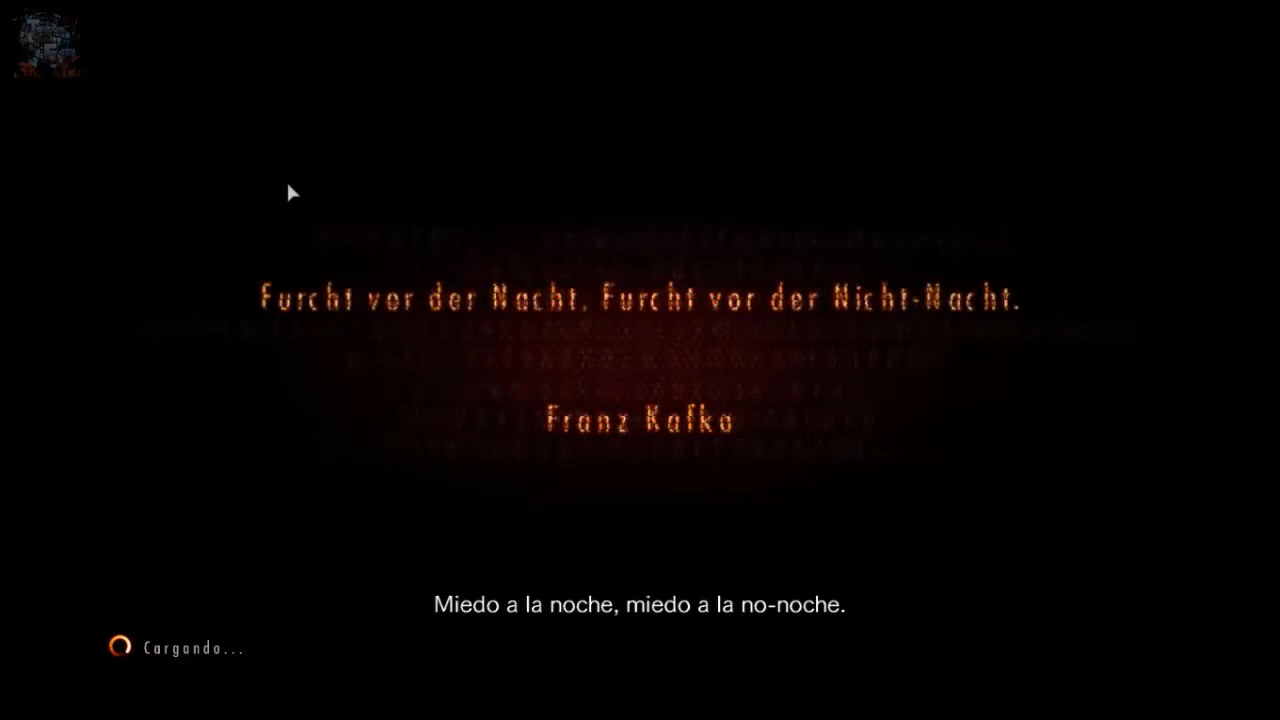 Furcht vor der Nacht. Furcht vor der Nicht-Nacht.
Franz Kafka
Miedo a la noche, miedo a la no-noche.
Cargando...